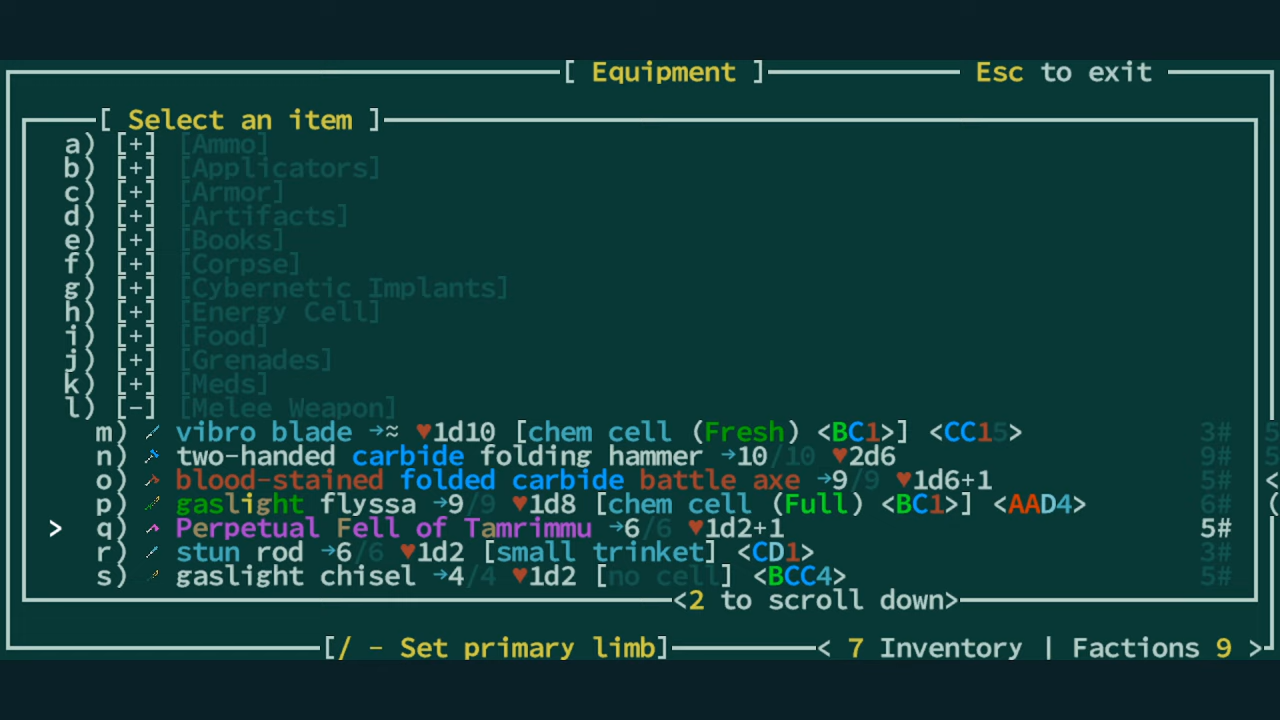 [ Equipment ] Esc to exit
[ Select an item ]
a) [+] [Ammo]
b) [+] [Applicators]
c) [+] [Armor]
d) [+] [Artifacts]
e) [+] [Books]
f) [+] [Corpse]
g) [+] [Cybernetic Implants]
h) [+] [Energy Cell]
i) [+] [Food]
j) [+] [Grenades]
k) [+] [Meds]
l) [-] [Melee Weapon]
m) vibro blade →≈ ♥1d10 [chem cell (Fresh) <BC1>] <CC15> 3#
n) two-handed carbide folding hammer →10/10 ♥2d6 9#
o) blood-stained folded carbide battle axe →9/9 ♥1d6+1 5#
p) gaslight flyssa →9/9 ♥1d8 [chem cell (Full) <BC1>] <AAD4> 6#
> q) Perpetual Fell of Tamrimmu →6/6 ♥1d2+1 5#
r) stun rod →6/6 ♥1d2 [small trinket] <CD1> 3#
s) gaslight chisel →4/4 ♥1d2 [no cell] <BCC4> 5#
<2 to scroll down>
[/ - Set primary limb] < 7 Inventory | Factions 9 >